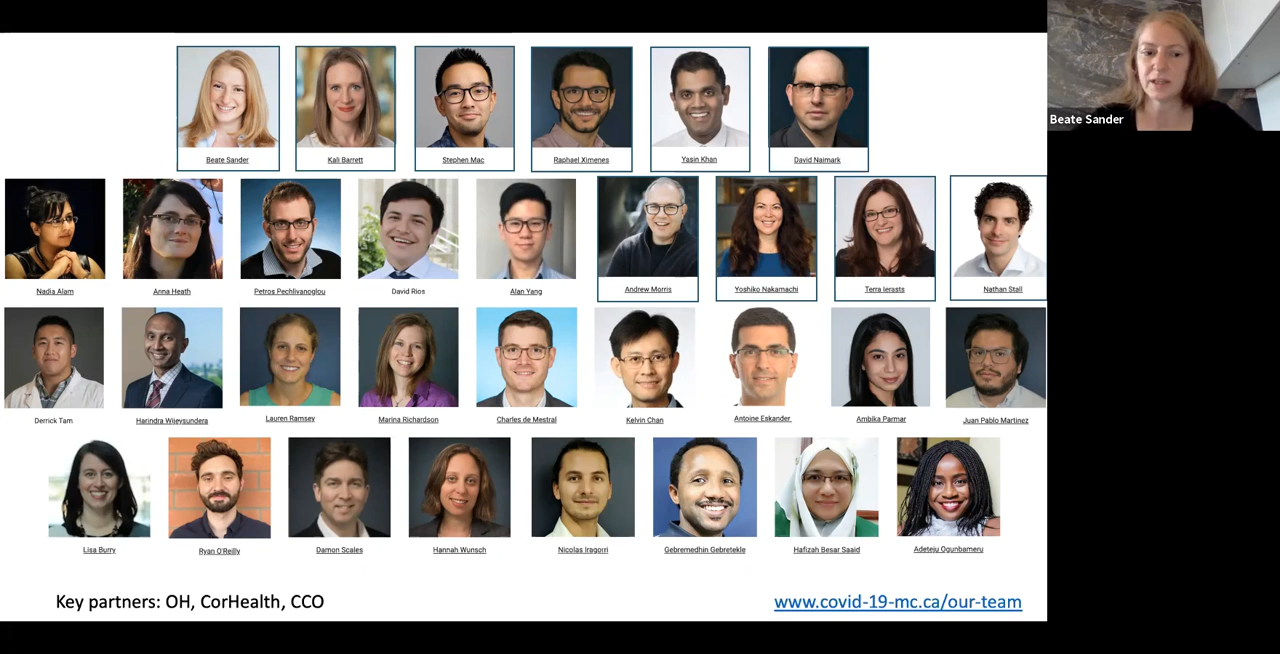 Beate Sander
Beate Sander
Kali Barrett
Stephen Mac
Raphael Ximenes
Yasin Khan
David Naimark
Nadia Alam
Anna Heath
Petros Pechlivanoglou
David Rios
Alan Yang
Andrew Morris
Yoshiko Nakamachi
Terra Ierasts
Nathan Stall
Derrick Tam
Harindra Wijeysundera
Lauren Ramsey
Marina Richardson
Charles de Mestral
Kelvin Chan
Antoine Eskander
Ambika Parmar
Juan Pablo Martinez
Lisa Burry
Ryan O'Reilly
Damon Scales
Hannah Wunsch
Nicolas Iragorri
Gebremedhin Gebretekle
Hafizah Besar Saaid
Adeteju Ogunbameru
Key partners: OH, CorHealth, CCO
www.covid-19-mc.ca/our-team